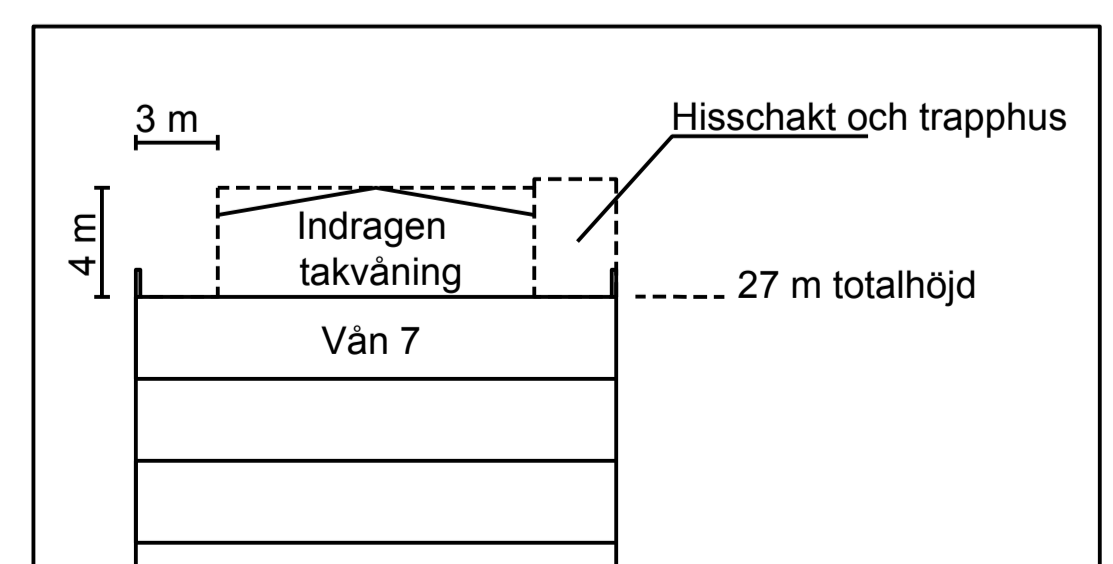 3 m
Hisschakt och trapphus
4 m
Indragen
takvåning
27 m totalhöjd
Vån 7